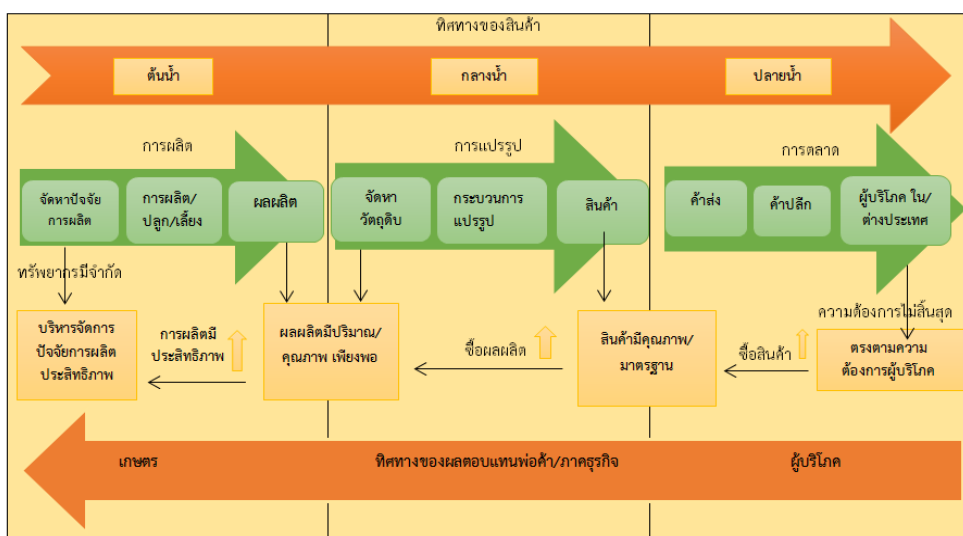 ทิศทางของสินค้า
ต้นน้ำ
กลางน้ำ
ปลายน้ำ
การผลิต
การแปรรูป
การตลาด
จัดหาปัจจัย
การผลิต
การผลิต/
ปลูก/เลี้ยง
ผลผลิต
จัดหา
วัตถุดิบ
กระบวนการ
แปรรูป
สินค้า
ค้าส่ง
ค้าปลีก
ผู้บริโภค ใน/
ต่างประเทศ
ทรัพยากรมีจำกัด
ความต้องการไม่สิ้นสุด
บริหารจัดการ
ปัจจัยการผลิต
ประสิทธิภาพ
การผลิตมี
ประสิทธิภาพ
ผลผลิตมีปริมาณ/
คุณภาพ เพียงพอ
ซื้อผลผลิต
สินค้ามีคุณภาพ/
มาตรฐาน
ซื้อสินค้า
ตรงตามความ
ต้องการผู้บริโภค
เกษตร
ทิศทางของผลตอบแทนพ่อค้า/ภาคธุรกิจ
ผู้บริโภค